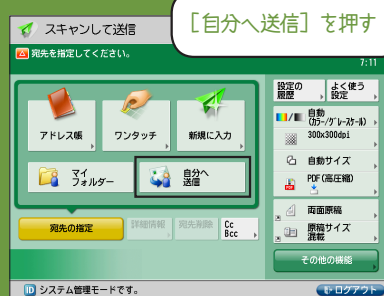 スキャンして送信
［自分へ送信］を押す
宛先を指定してください。
7:11
アドレス帳
ワンタッチ
新規に入力
マイ
フォルダー
自分へ
送信
宛先の指定
詳細情報
宛先削除
Cc
Bcc
設定の
履歴
よく使う
設定
自動
(カラー/グレースケール)
300x300dpi
自動サイズ
PDF(高圧縮)
両面原稿
原稿サイズ
混載
その他の機能
ID システム管理モードです。
ログアウト